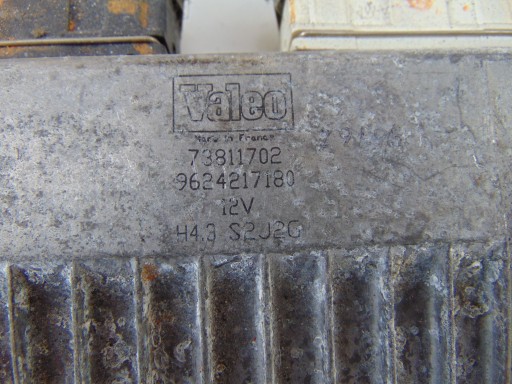 Valeo
Made in France
73811702
9624217180
12V
H4.3 S2J2G